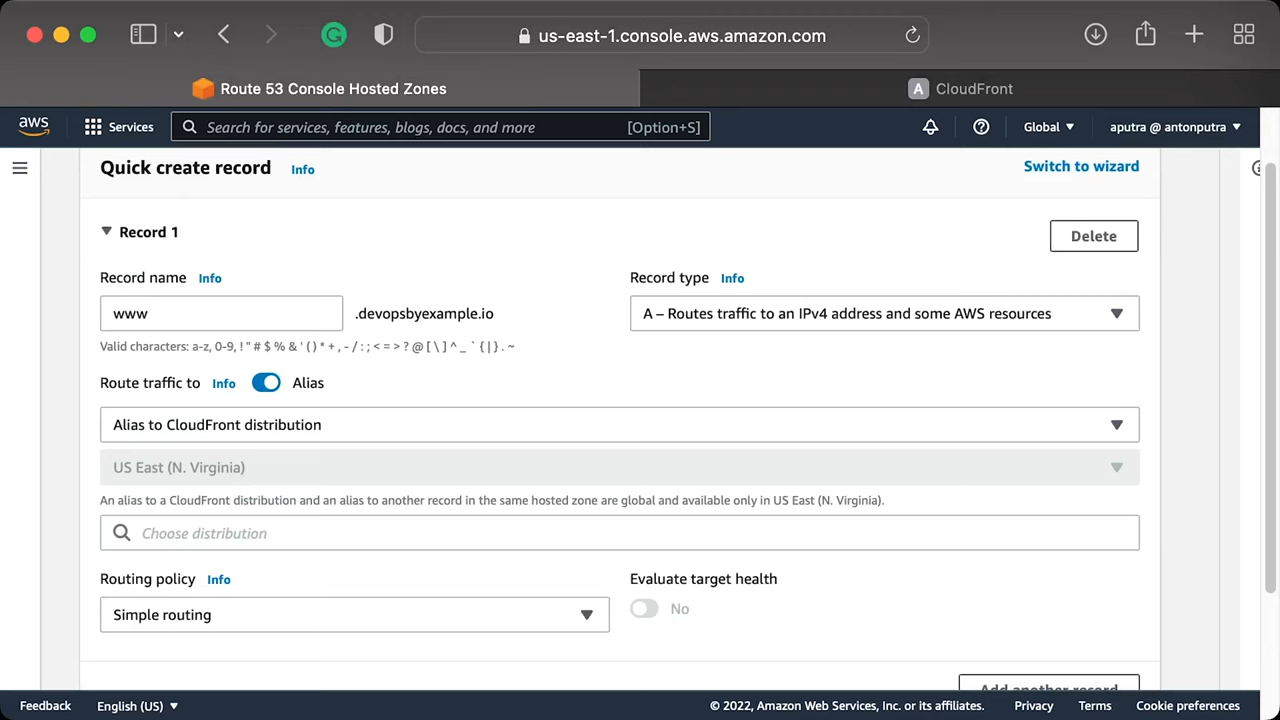 us-east-1.console.aws.amazon.com
Route 53 Console Hosted Zones
A CloudFront
aws Services Search for services, features, blogs, docs, and more [Option+S] Global ▼ aputra @ antonputra ▼
Quick create record Info Switch to wizard
▼ Record 1 Delete
Record name Info Record type Info
www .devopsbyexample.io A – Routes traffic to an IPv4 address and some AWS resources
Valid characters: a-z, 0-9, ! " # $ % & ' ( ) * + , - / : ; < = > ? @ [ \ ] ^ _ ` { | } . ~
Route traffic to Info Alias
Alias to CloudFront distribution
US East (N. Virginia)
An alias to a CloudFront distribution and an alias to another record in the same hosted zone are global and available only in US East (N. Virginia).
Choose distribution
Routing policy Info Evaluate target health
Simple routing No
Add another record
Feedback English (US) ▼ © 2022, Amazon Web Services, Inc. or its affiliates. Privacy Terms Cookie preferences